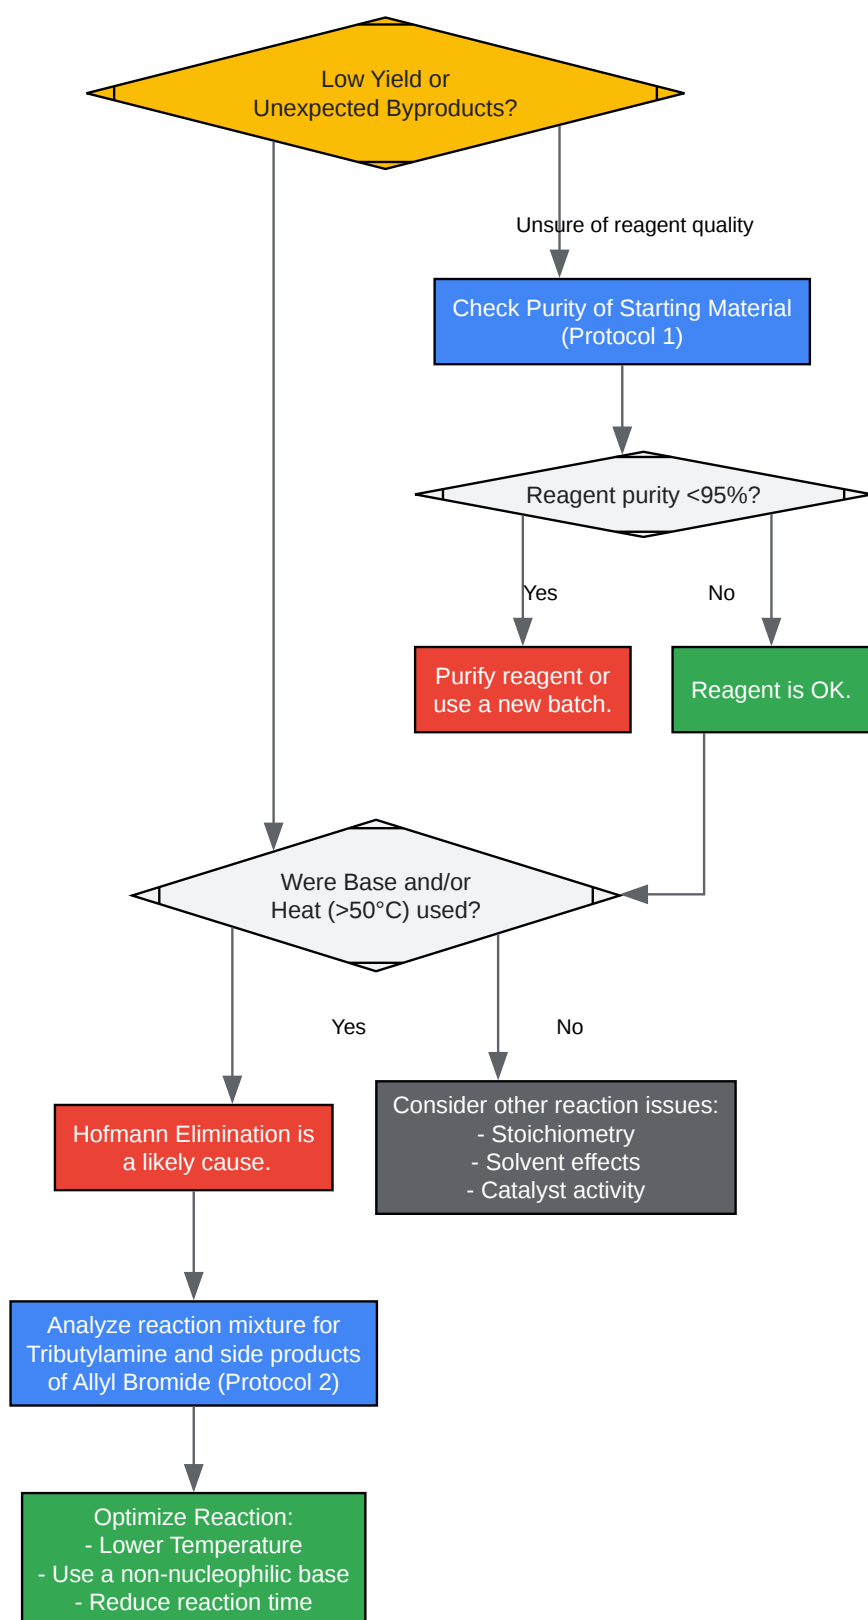 Low Yield or
Unexpected Byproducts?
Unsure of reagent quality
Check Purity of Starting Material
(Protocol 1)
Reagent purity <95%?
Yes
No
Purify reagent or
use a new batch.
Reagent is OK.
Were Base and/or
Heat (>50°C) used?
Yes
No
Hofmann Elimination is
a likely cause.
Consider other reaction issues:
- Stoichiometry
- Solvent effects
- Catalyst activity
Analyze reaction mixture for
Tributylamine and side products
of Allyl Bromide (Protocol 2)
Optimize Reaction:
- Lower Temperature
- Use a non-nucleophilic base
- Reduce reaction time